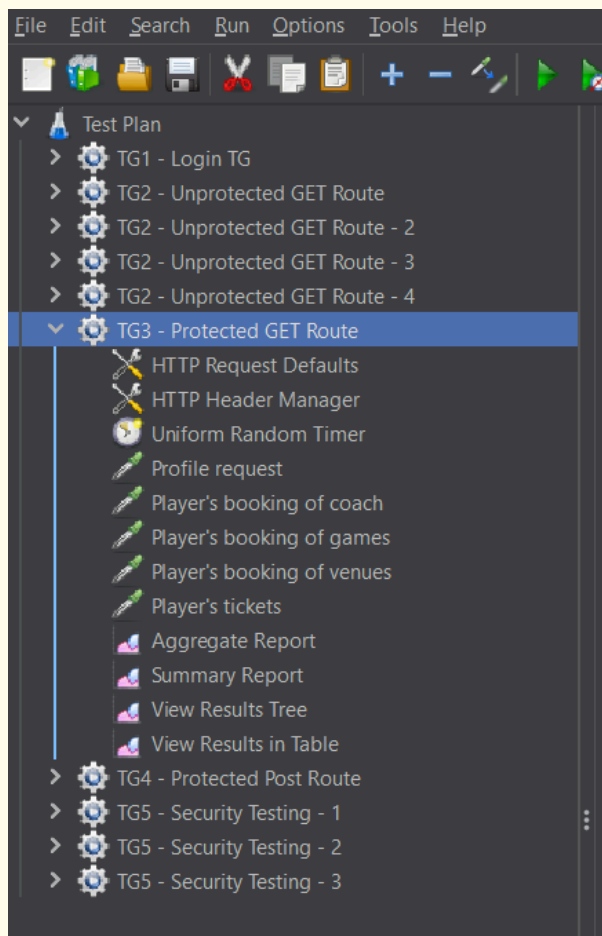 File Edit Search Run Options Tools Help
Test Plan
TG1 - Login TG
TG2 - Unprotected GET Route
TG2 - Unprotected GET Route - 2
TG2 - Unprotected GET Route - 3
TG2 - Unprotected GET Route - 4
TG3 - Protected GET Route
HTTP Request Defaults
HTTP Header Manager
Uniform Random Timer
Profile request
Player's booking of coach
Player's booking of games
Player's booking of venues
Player's tickets
Aggregate Report
Summary Report
View Results Tree
View Results in Table
TG4 - Protected Post Route
TG5 - Security Testing - 1
TG5 - Security Testing - 2
TG5 - Security Testing - 3